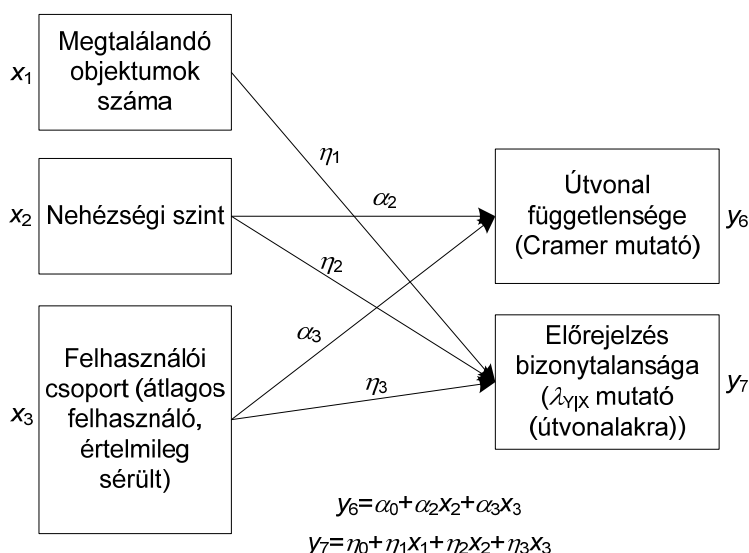 Megtalálandó
objektumok
száma
x₁
η₁
Nehézségi szint
x₂
α₂
η₂
Útvonal
függetlensége
(Cramer mutató)
y₆
Felhasználói
csoport (átlagos
felhasználó,
értelmileg
sérült)
x₃
α₃
η₃
Előrejelzés
bizonytalansága
(λY|X mutató
(útvonalakra))
y₇
y₆=α₀+α₂x₂+α₃x₃
y₇=η₀+η₁x₁+η₂x₂+η₃x₃